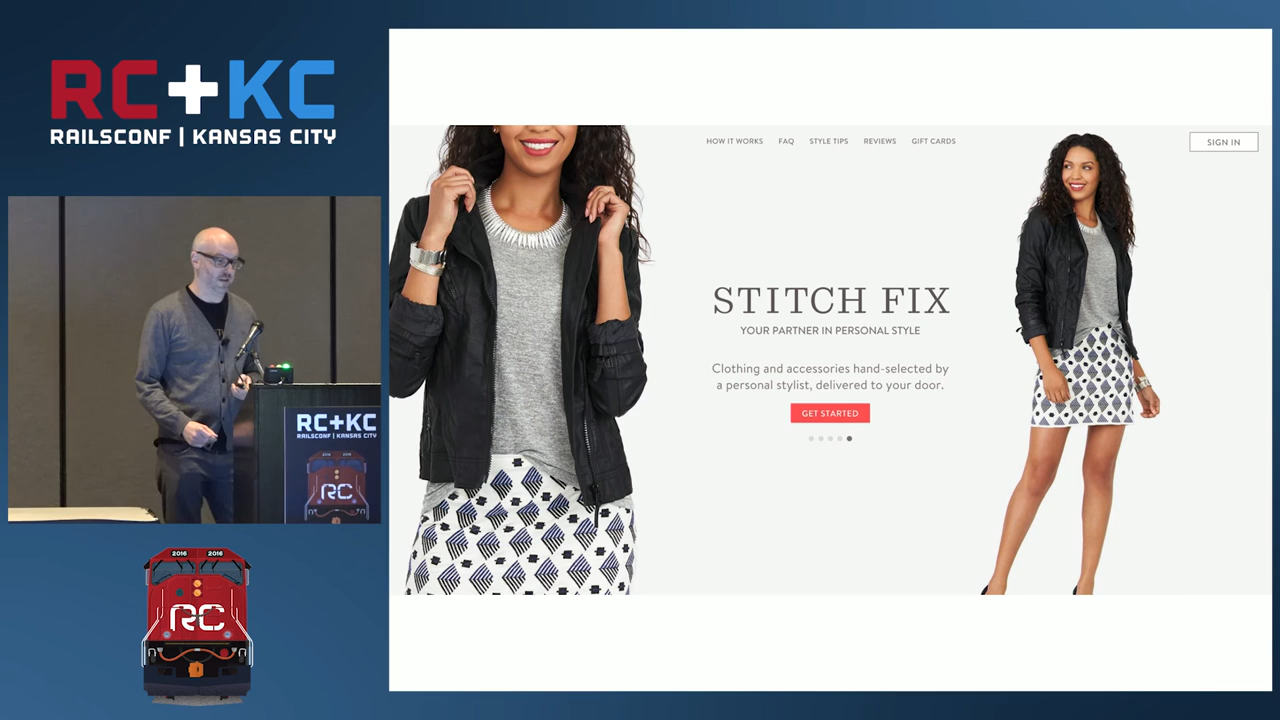 RC+KC
RAILSCONF | KANSAS CITY
RC+KC
RAILSCONF | KANSAS CITY
RC
2016 2016
RC
HOW IT WORKS FAQ STYLE TIPS REVIEWS GIFT CARDS
SIGN IN
STITCH FIX
YOUR PARTNER IN PERSONAL STYLE
Clothing and accessories hand-selected by
a personal stylist, delivered to your door.
GET STARTED